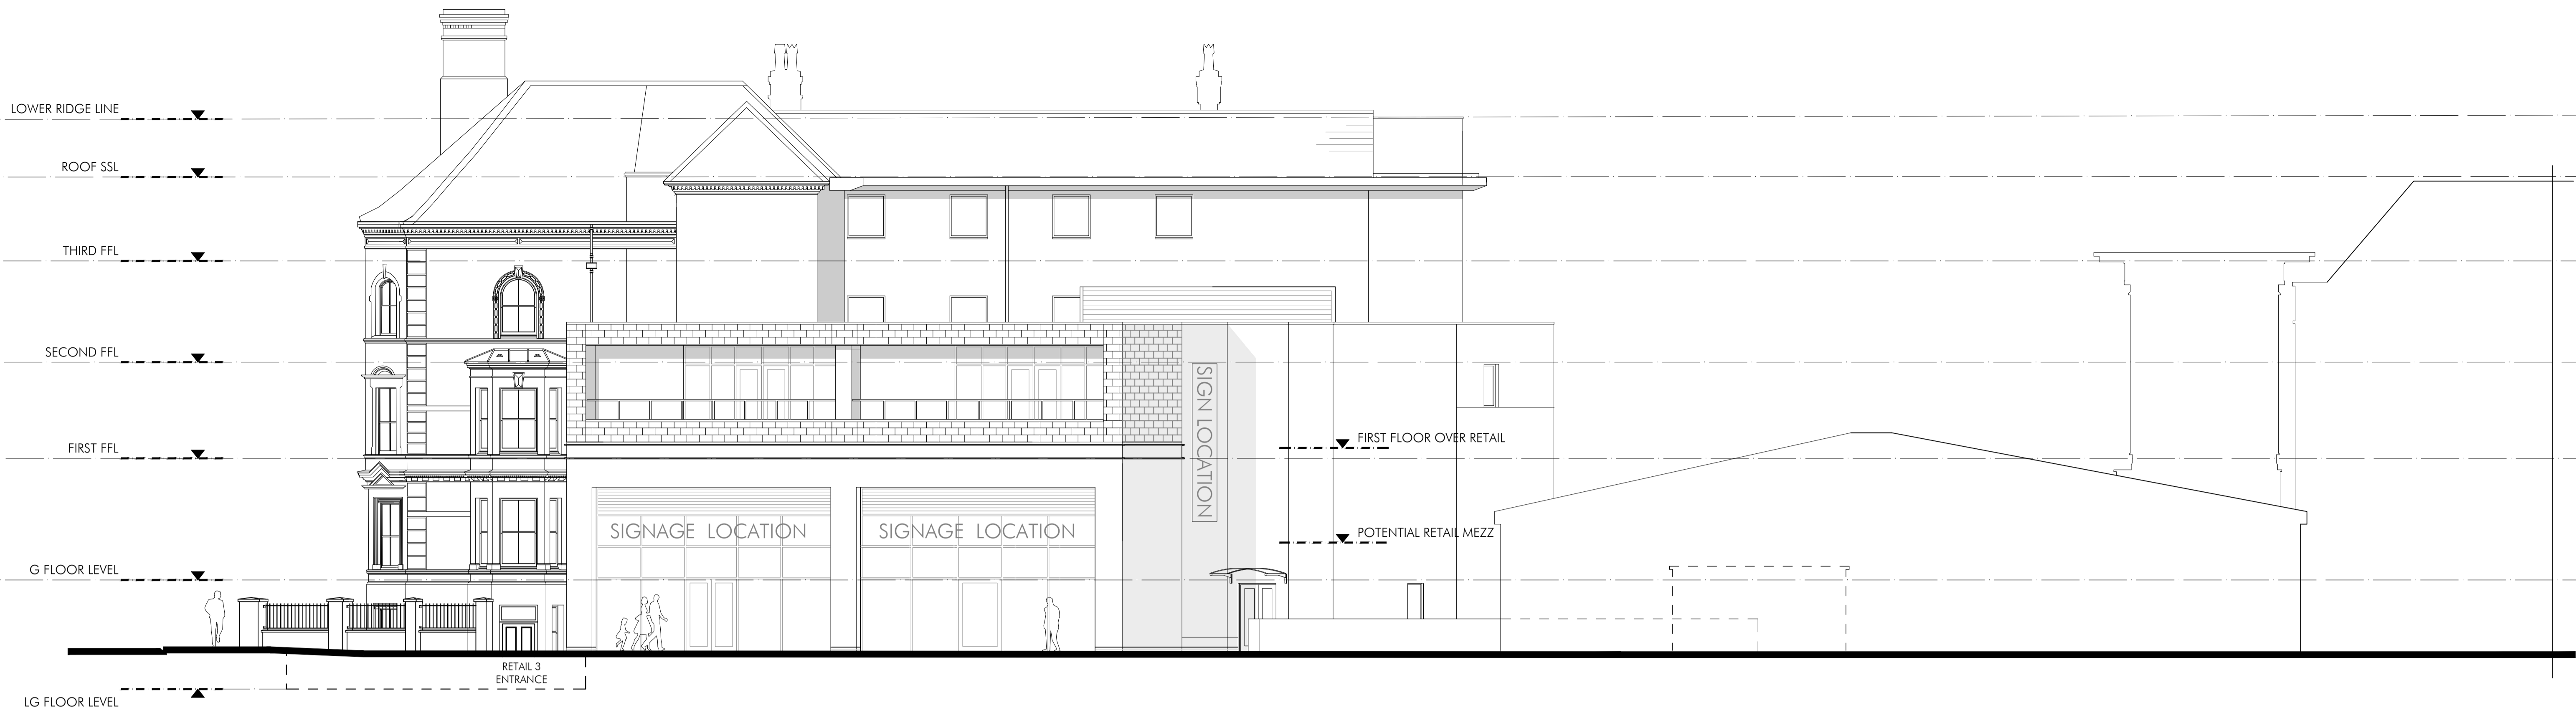 LOWER RIDGE LINE
ROOF SSL
THIRD FFL
SECOND FFL
FIRST FFL
G FLOOR LEVEL
LG FLOOR LEVEL
RETAIL 3
ENTRANCE
SIGNAGE LOCATION
SIGNAGE LOCATION
SIGN LOCATION
FIRST FLOOR OVER RETAIL
POTENTIAL RETAIL MEZZ